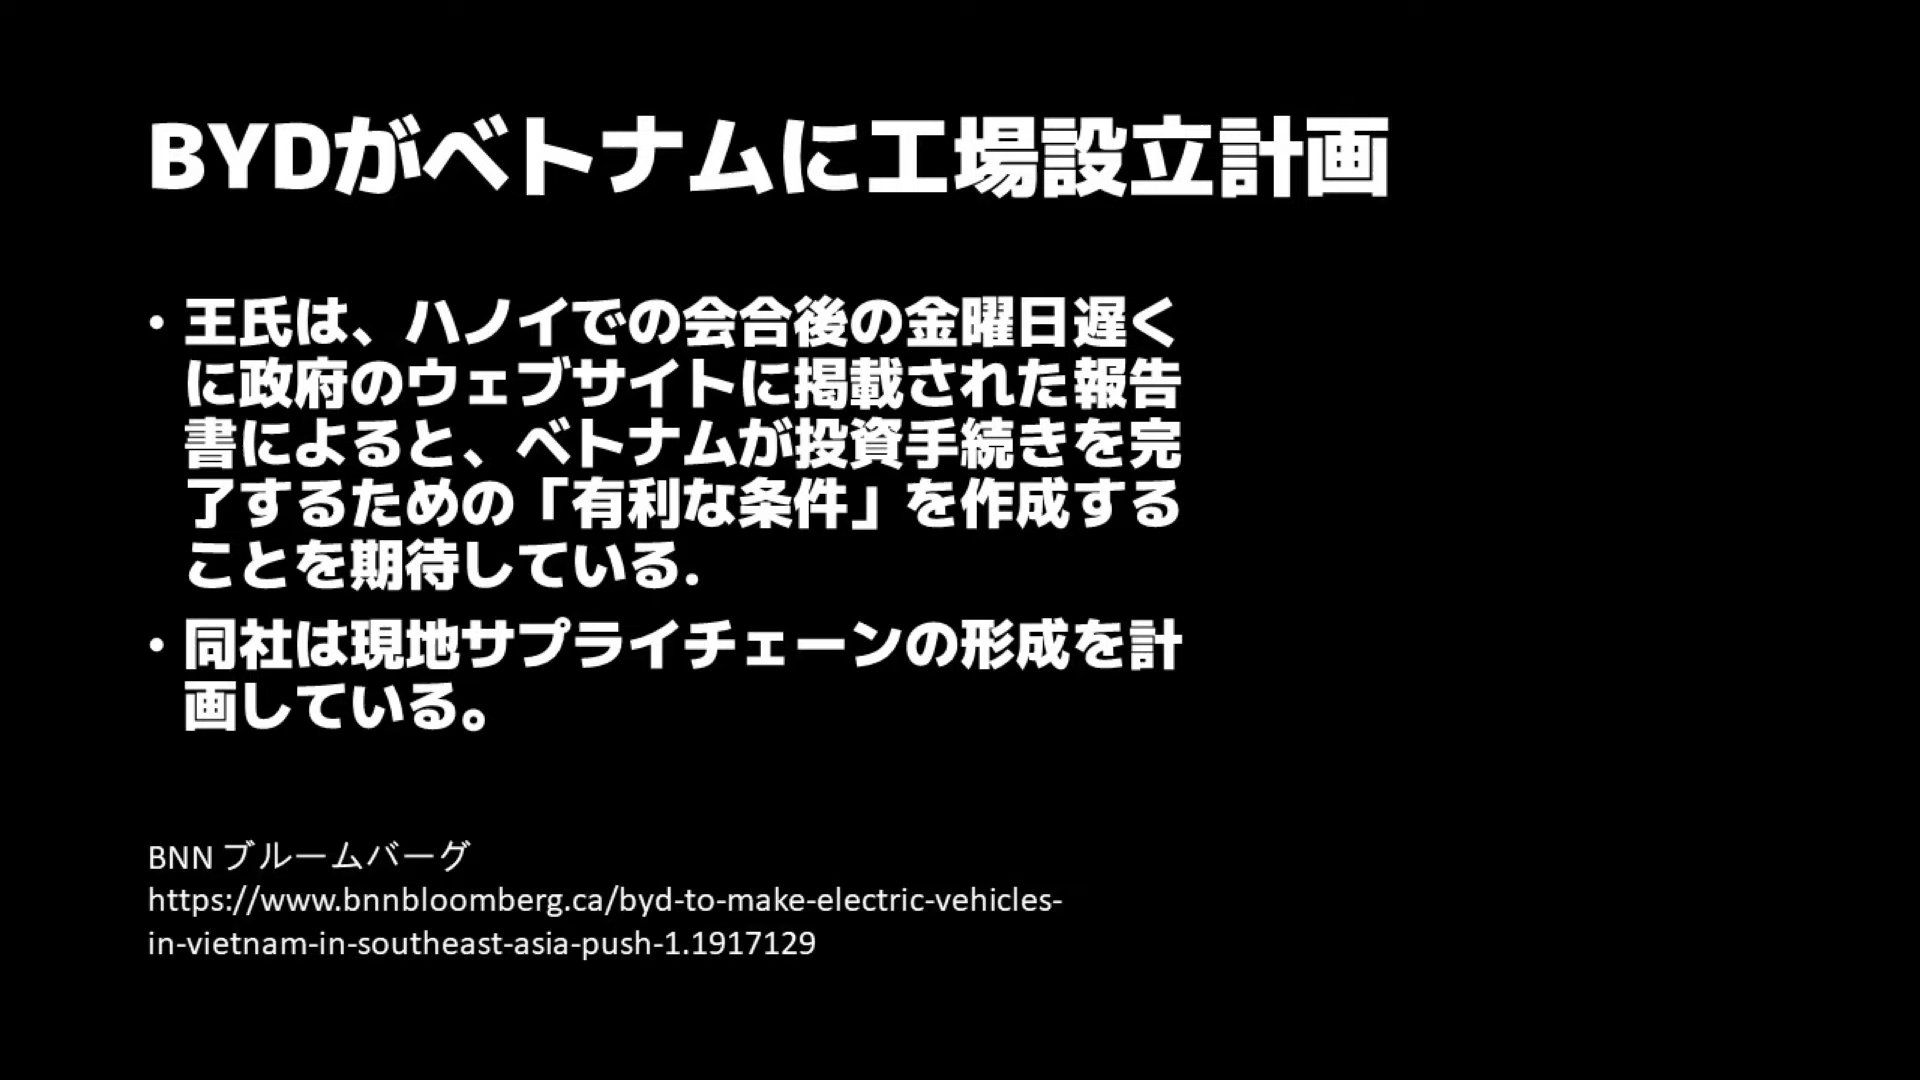 BYDがベトナムに工場設立計画
・王氏は、ハノイでの会合後の金曜日遅く
に政府のウェブサイトに掲載された報告
書によると、ベトナムが投資手続きを完
了するための「有利な条件」を作成する
ことを期待している.
・同社は現地サプライチェーンの形成を計
画している。
BNN ブルームバーグ
https://www.bnnbloomberg.ca/byd-to-make-electric-vehicles-
in-vietnam-in-southeast-asia-push-1.1917129